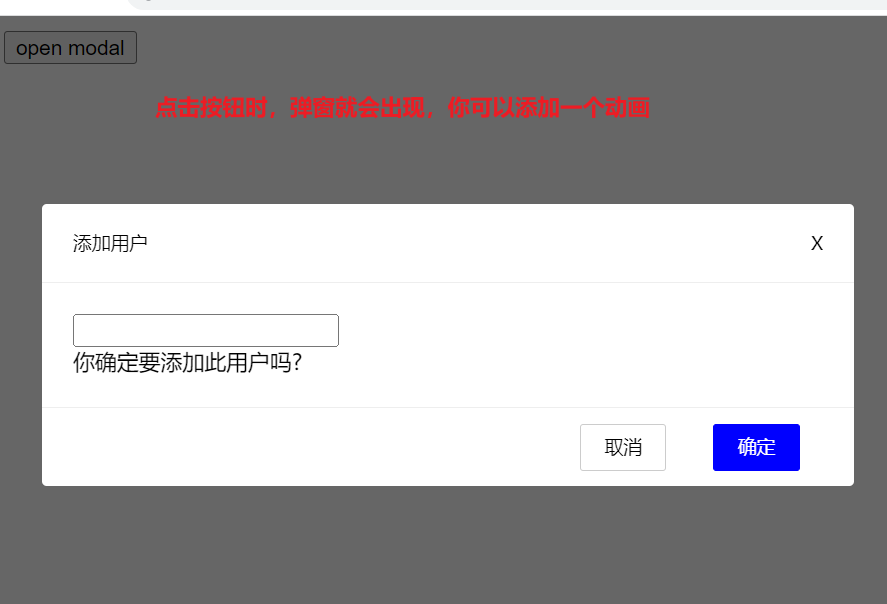 open modal
点击按钮时，弹窗就会出现，你可以添加一个动画
添加用户
X
你确定要添加此用户吗?
取消
确定